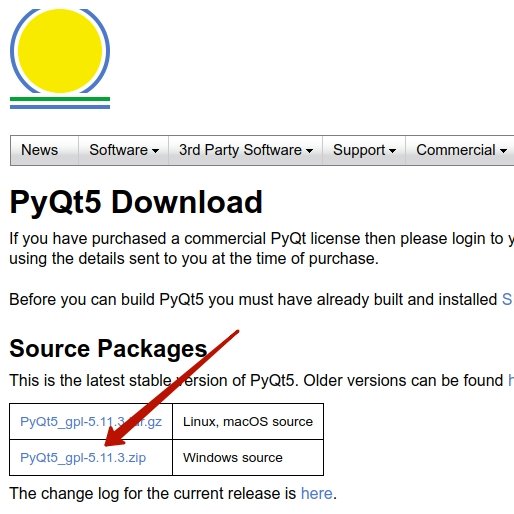 News Software 3rd Party Software Support Commercial
PyQt5 Download
If you have purchased a commercial PyQt license then please login to y
using the details sent to you at the time of purchase.
Before you can build PyQt5 you must have already built and installed S
Source Packages
This is the latest stable version of PyQt5. Older versions can be found h
PyQt5_gpl-5.11.3.tar.gz Linux, macOS source
PyQt5_gpl-5.11.3.zip Windows source
The change log for the current release is here.